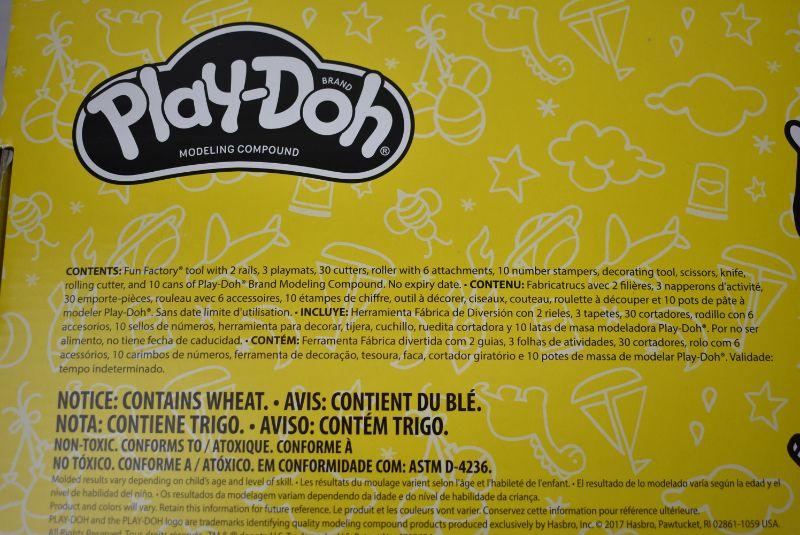 Play-Doh
BRAND
MODELING COMPOUND
®
CONTENTS: Fun Factory® tool with 2 rails, 3 playmats, 30 cutters, roller with 6 attachments, 10 number stampers, decorating tool, scissors, knife,
rolling cutter, and 10 cans of Play-Doh® Brand Modeling Compound. No expiry date. • CONTENU: Fabricatrucs avec 2 filières, 3 napperons d'activité,
30 emporte-pièces, rouleau avec 6 accessoires, 10 étampes de chiffre, outil à décorer, ciseaux, couteau, roulette à découper et 10 pots de pâte à
modeler Play-Doh®. Sans date limite d'utilisation. • INCLUYE: Herramienta Fábrica de Diversión con 2 rieles, 3 tapetes, 30 cortadores, rodillo con 6
accesorios, 10 sellos de números, herramienta para decorar, tijera, cuchillo, ruedita cortadora y 10 latas de masa modeladora Play-Doh®. Por no ser
alimento, no tiene fecha de caducidad. • CONTÉM: Ferramenta Fábrica divertida com 2 guias, 3 folhas de atividades, 30 cortadores, rolo com 6
acessórios, 10 carimbos de números, ferramenta de decoração, tesoura, faca, cortador giratório e 10 potes de massa de modelar Play-Doh®. Validade:
tempo indeterminado.
NOTICE: CONTAINS WHEAT. • AVIS: CONTIENT DU BLÉ.
NOTA: CONTIENE TRIGO. • AVISO: CONTÉM TRIGO.
NON-TOXIC. CONFORMS TO / ATOXIQUE. CONFORME À
NO TÓXICO. CONFORME A / ATÓXICO. EM CONFORMIDADE COM: ASTM D-4236.
Molded results vary depending on child's age and level of skill. • Les résultats du moulage varient selon l'âge et l'habileté de l'enfant. • El resultado de lo modelado varía según la edad y el
nivel de habilidad del niño. • Os resultados da modelagem variam dependendo da idade e do nível de habilidade da criança.
Product and colors will vary. Retain this information for future reference. Le produit et les couleurs vont varier. Conservez cette information pour référence ultérieure.
PLAY-DOH and the PLAY-DOH logo are trademarks identifying quality modeling compound products produced exclusively by Hasbro, Inc. © 2017 Hasbro, Pawtucket, RI 02861-1059 USA.
All Rights Reserved. Tous droits réservés.